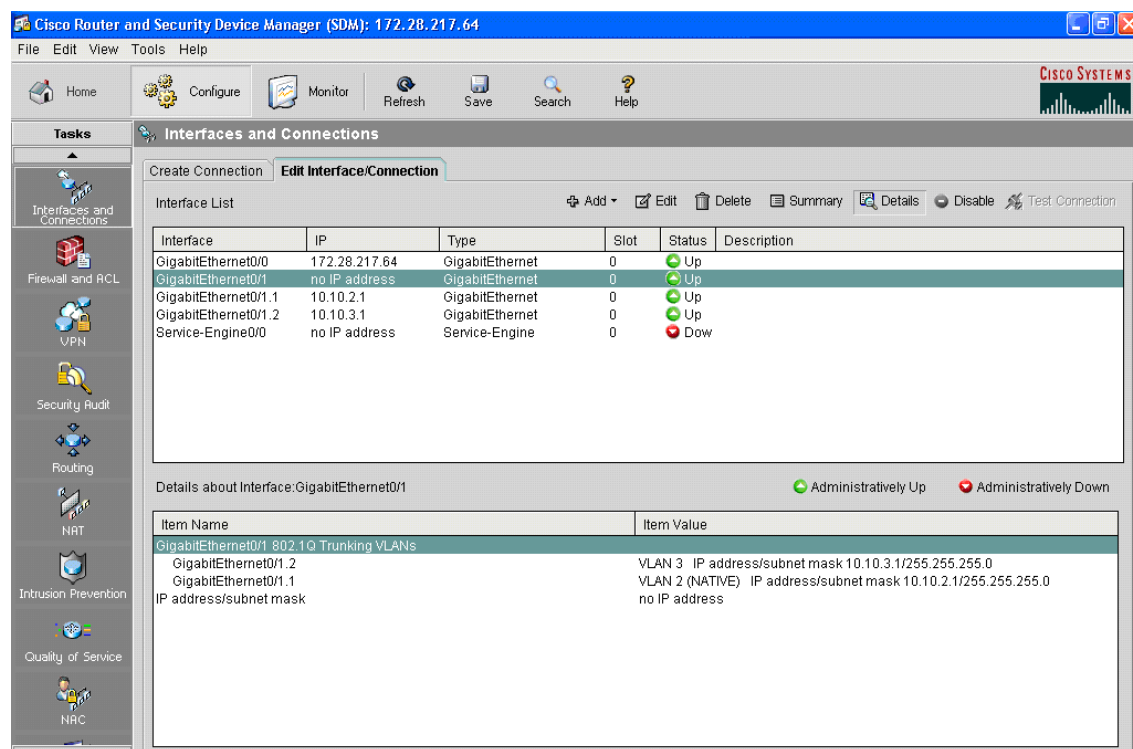 Cisco Router and Security Device Manager (SDM): 172.28.217.64
File Edit View Tools Help
Home Configure Monitor Refresh Save Search Help
CISCO SYSTEMS
Tasks
Interfaces and Connections
Create Connection Edit Interface/Connection
Interface List Add Edit Delete Summary Details Disable Test Connection
Interface IP Type Slot Status Description
GigabitEthernet0/0 172.28.217.64 GigabitEthernet 0 Up
GigabitEthernet0/1 no IP address GigabitEthernet 0 Up
GigabitEthernet0/1.1 10.10.2.1 GigabitEthernet 0 Up
GigabitEthernet0/1.2 10.10.3.1 GigabitEthernet 0 Up
Service-Engine0/0 no IP address Service-Engine 0 Dow
Details about Interface:GigabitEthernet0/1 Administratively Up Administratively Down
Item Name Item Value
GigabitEthernet0/1 802.1Q Trunking VLANs
GigabitEthernet0/1.2 VLAN 3 IP address/subnet mask 10.10.3.1/255.255.255.0
GigabitEthernet0/1.1 VLAN 2 (NATIVE) IP address/subnet mask 10.10.2.1/255.255.255.0
IP address/subnet mask no IP address
Interfaces and
Connections
Firewall and ACL
VPN
Security Audit
Routing
NAT
Intrusion Prevention
Quality of Service
NAC